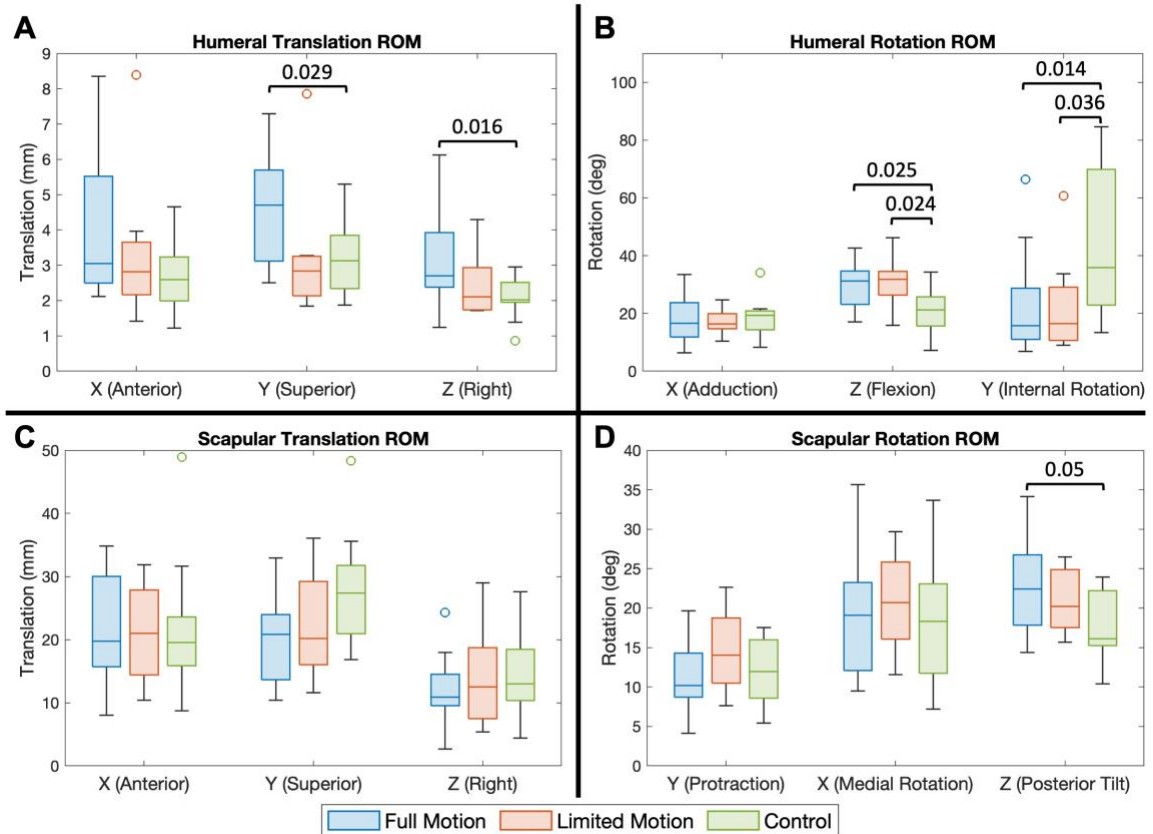 A
Humeral Translation ROM
Translation (mm)
9
8
7
6
5
4
3
2
1
0
0.029
0.016
X (Anterior)
Y (Superior)
Z (Right)
B
Humeral Rotation ROM
Rotation (deg)
100
80
60
40
20
0
0.014
0.036
0.025
0.024
X (Adduction)
Z (Flexion)
Y (Internal Rotation)
C
Scapular Translation ROM
Translation (mm)
50
40
30
20
10
0
X (Anterior)
Y (Superior)
Z (Right)
D
Scapular Rotation ROM
Rotation (deg)
40
35
30
25
20
15
10
5
0
0.05
Y (Protraction)
X (Medial Rotation)
Z (Posterior Tilt)
Full Motion
Limited Motion
Control